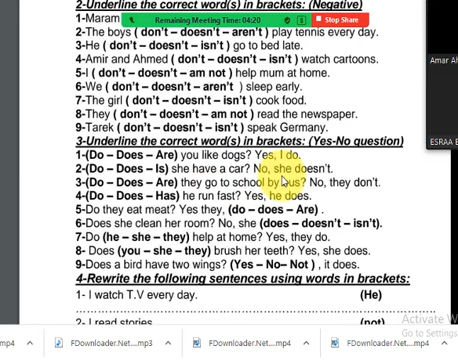 2-Underline the correct word(s) in brackets: (Negative)
1-Maram
Remaining Meeting Time: 04:20
Stop Share
2-The boys ( don't – doesn't – aren't) play tennis every day.
3-He ( don't – doesn't – isn't) go to bed late.
4-Amir and Ahmed ( don't – doesn't – isn't) watch cartoons.
5-I ( don't – doesn't – am not) help mum at home.
6-We ( don't – doesn't – aren't ) sleep early.
7-The girl ( don't – doesn't – isn't) cook food.
8-They ( don't – doesn't – am not) read the newspaper.
9-Tarek ( don't – doesn't – isn't) speak Germany.
3-Underline the correct word(s) in brackets: (Yes-No question)
1-(Do – Does – Are) you like dogs? Yes, I do.
2-(Do – Does – Is) she have a car? No, she doesn't.
3-(Do – Does – Are) they go to school by bus? No, they don't.
4-(Do – Does – Has) he run fast? Yes, he does.
5-Do they eat meat? Yes they, (do – does – Are) .
6-Does she clean her room? No, she (does – doesn't – isn't).
7-Do (he – she – they) help at home? Yes, they do.
8- Does (you – she – they) brush her teeth? Yes, she does.
9-Does a bird have two wings? (Yes – No– Not ) , it does.
4-Rewrite the following sentences using words in brackets:
1- I watch T.V every day. (He)
2- I read stories. (not)
Amar Ah
ESRAA E
Activate W
Go to Settings
mp4
FDownloader.Net....mp3
FDownloader.Net....mp4
FDownloader.Net....mp4